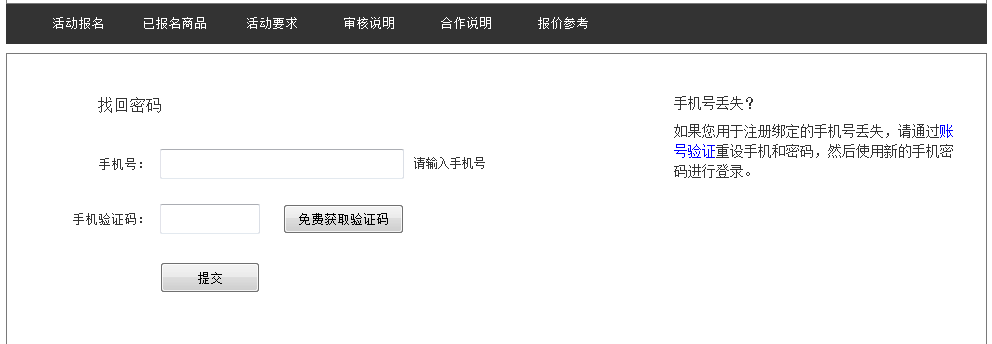 活动报名 已报名商品 活动要求 审核说明 合作说明 报价参考
找回密码
手机号： 请输入手机号
手机验证码： 免费获取验证码
提交
手机号丢失？
如果您用于注册绑定的手机号丢失，请通过账
号验证重设手机和密码，然后使用新的手机密
码进行登录。